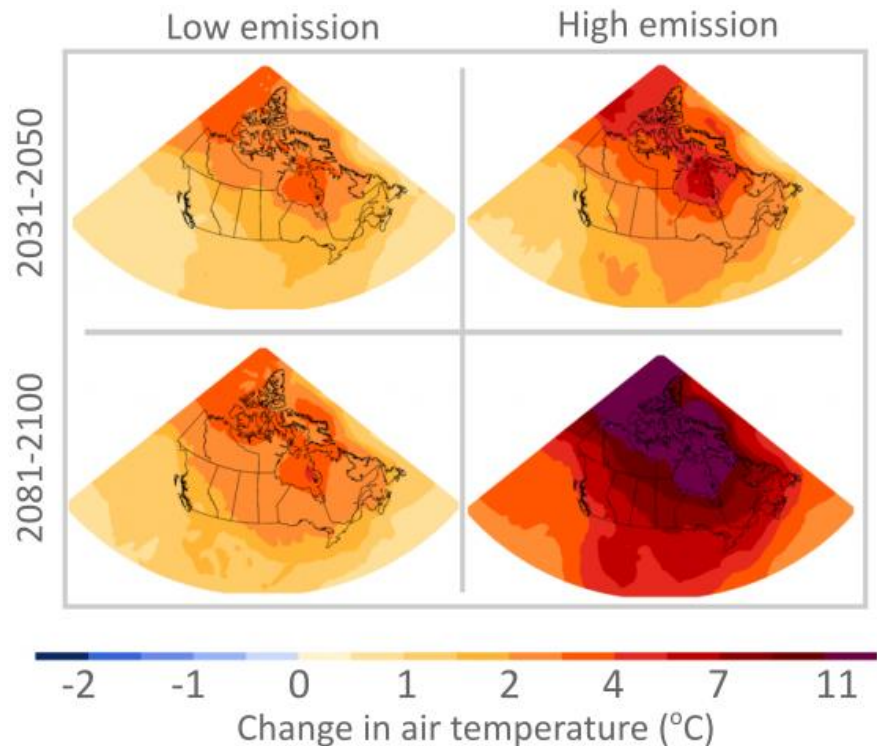 Low emission High emission
2031-2050
2081-2100
-2 -1 0 1 2 4 7 11
Change in air temperature (°C)